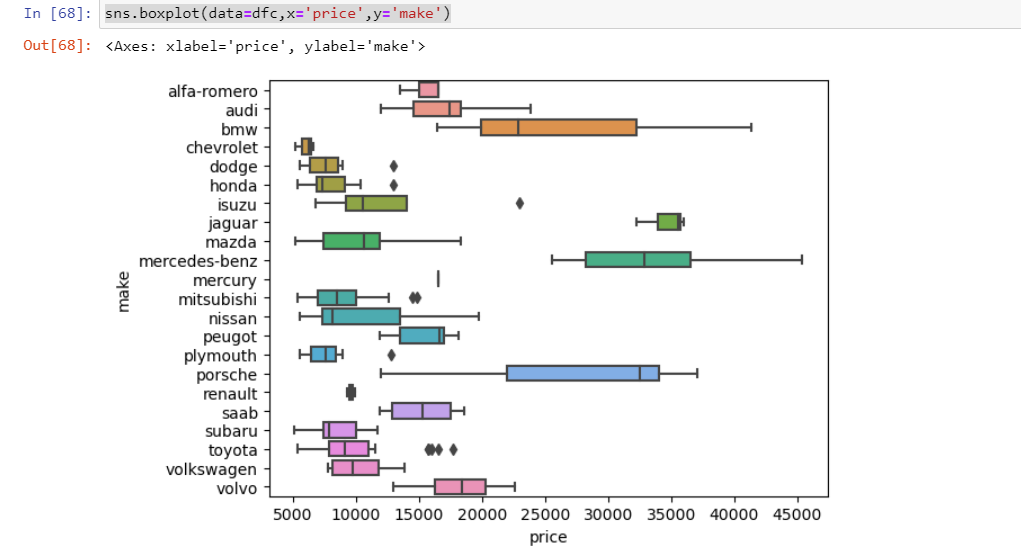 In [68]: sns.boxplot(data=dfc,x='price',y='make')
Out[68]: <Axes: xlabel='price', ylabel='make'>
alfa-romero
audi
bmw
chevrolet
dodge
honda
isuzu
jaguar
mazda
mercedes-benz
mercury
mitsubishi
nissan
peugot
plymouth
porsche
renault
saab
subaru
toyota
volkswagen
volvo
make
5000 10000 15000 20000 25000 30000 35000 40000 45000
price